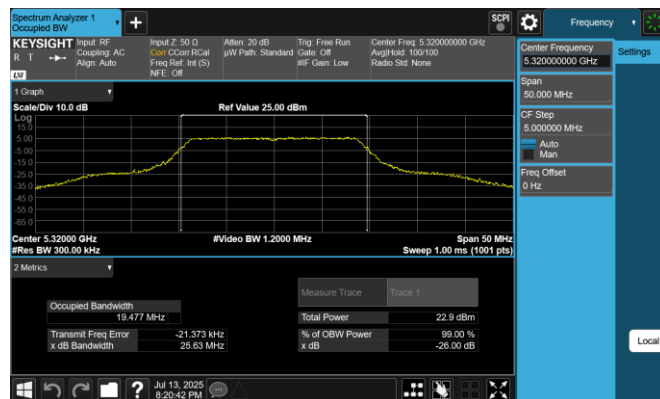 Spectrum Analyzer 1
Occupied BW
+
SCPI
Frequency
KEYSIGHT
R T
LXI
Input: RF
Coupling: AC
Align: Auto
Input Z: 50 Ω
Corr CCorr RCal
Freq Ref: Int (S)
NFE: Off
Atten: 20 dB
µW Path: Standard
Trig: Free Run
Gate: Off
#IF Gain: Low
Center Freq: 5.320000000 GHz
Avg|Hold: 100/100
Radio Std: None
Center Frequency
5.320000000 GHz
Settings
Span
50.000 MHz
CF Step
5.000000 MHz
Auto
Man
Freq Offset
0 Hz
Local
1 Graph
Scale/Div 10.0 dB
Ref Value 25.00 dBm
Log
15.0
5.00
-5.00
-15.0
-25.0
-35.0
-45.0
-55.0
-65.0
Center 5.32000 GHz
#Video BW 1.2000 MHz
Span 50 MHz
#Res BW 300.00 kHz
Sweep 1.00 ms (1001 pts)
2 Metrics
Measure Trace
Trace 1
Occupied Bandwidth
19.477 MHz
Total Power
22.9 dBm
Transmit Freq Error
-21.373 kHz
% of OBW Power
99.00 %
x dB Bandwidth
25.63 MHz
x dB
-26.00 dB
?
Jul 13, 2025
8:20:42 PM